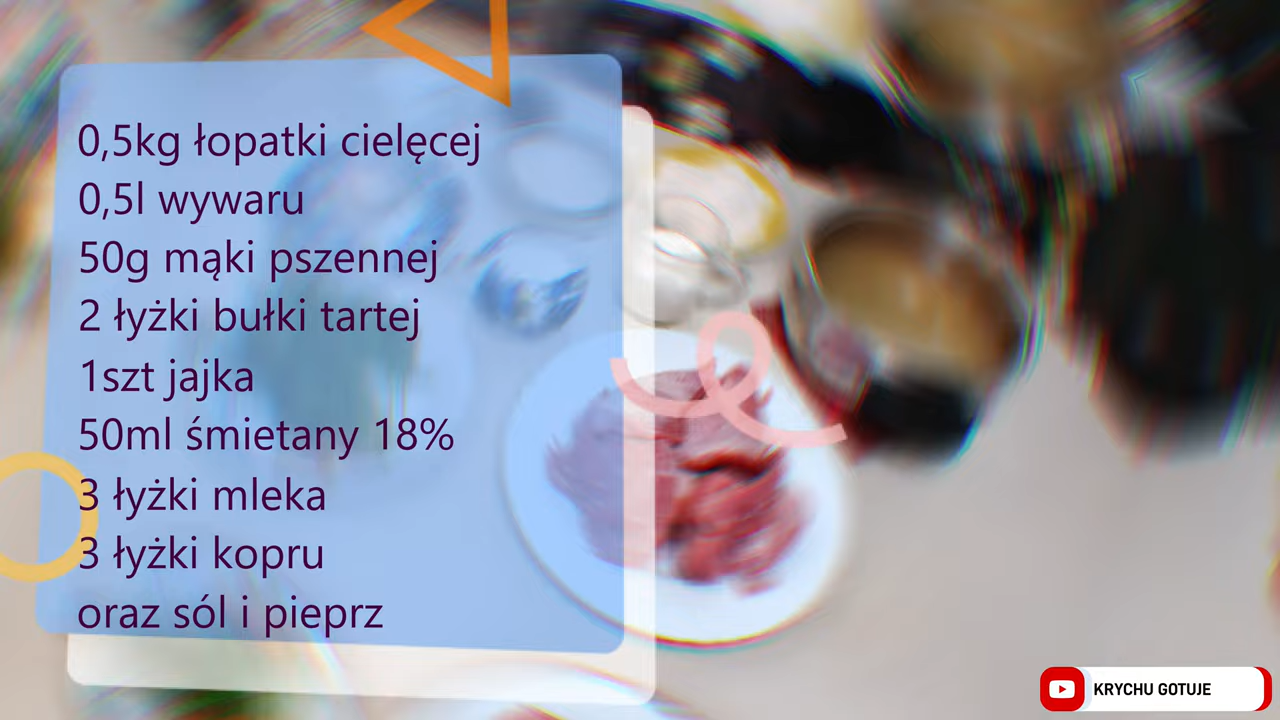 0,5kg łopatki cielęcej
0,5l wywaru
50g mąki pszennej
2 łyżki bułki tartej
1szt jajka
50ml śmietany 18%
3 łyżki mleka
3 łyżki kopru
oraz sól i pieprz
KRYCHU GOTUJE